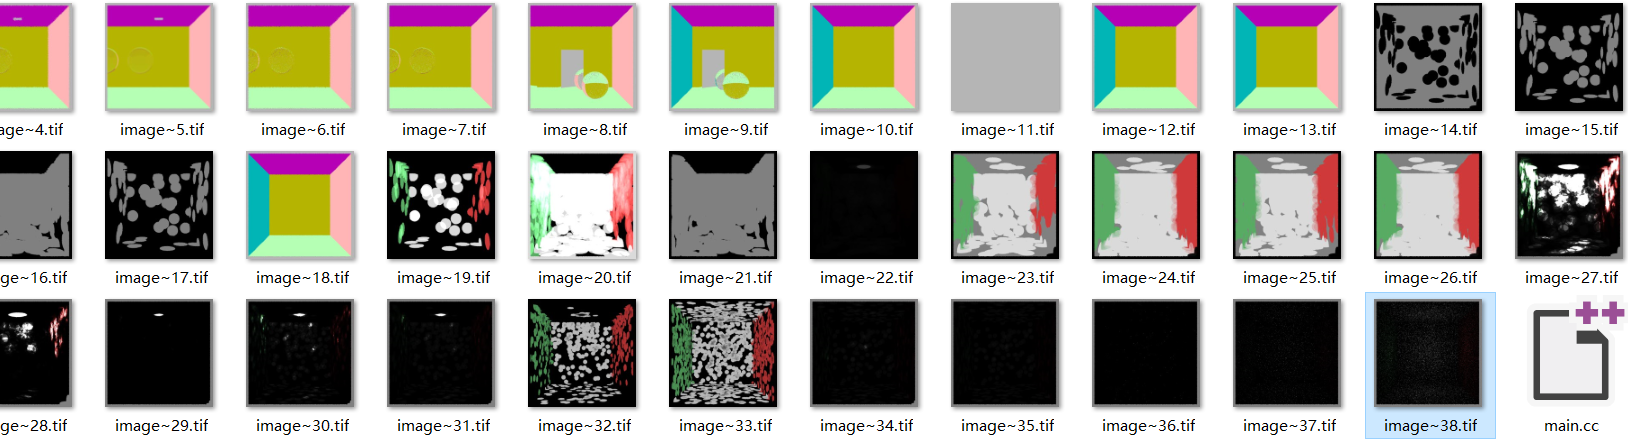 age~4.tif image~5.tif image~6.tif image~7.tif image~8.tif image~9.tif image~10.tif image~11.tif image~12.tif image~13.tif image~14.tif image~15.tif
ge~16.tif image~17.tif image~18.tif image~19.tif image~20.tif image~21.tif image~22.tif image~23.tif image~24.tif image~25.tif image~26.tif image~27.tif
ge~28.tif image~29.tif image~30.tif image~31.tif image~32.tif image~33.tif image~34.tif image~35.tif image~36.tif image~37.tif image~38.tif main.cc